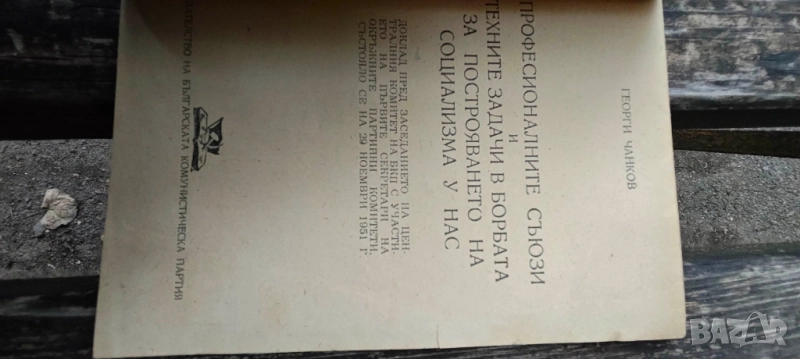 ГЕОРГИ ЧАНКОВ
ПРОФЕСИОНАЛНИТЕ СЪЮЗИ
И
ТЕХНИТЕ ЗАДАЧИ В БОРБАТА
ЗА ПОСТРОЯВАНЕТО НА
СОЦИАЛИЗМА У НАС
ДОКЛАД ПРЕД ЗАСЕДАНИЕТО НА ЦЕН-
ТРАЛНИЯ КОМИТЕТ НА БКП С УЧАСТИ-
ЕТО НА ПЪРВИТЕ СЕКРЕТАРИ НА
ОКРЪЖНИТЕ ПАРТИЙНИ КОМИТЕТИ,
СЪСТОЯЛО СЕ НА 29 НОЕМВРИ 1951 Г.
НА БЪЛГАРСКАТА КОМУНИСТИЧЕСКА ПАРТИЯ
BAZAR